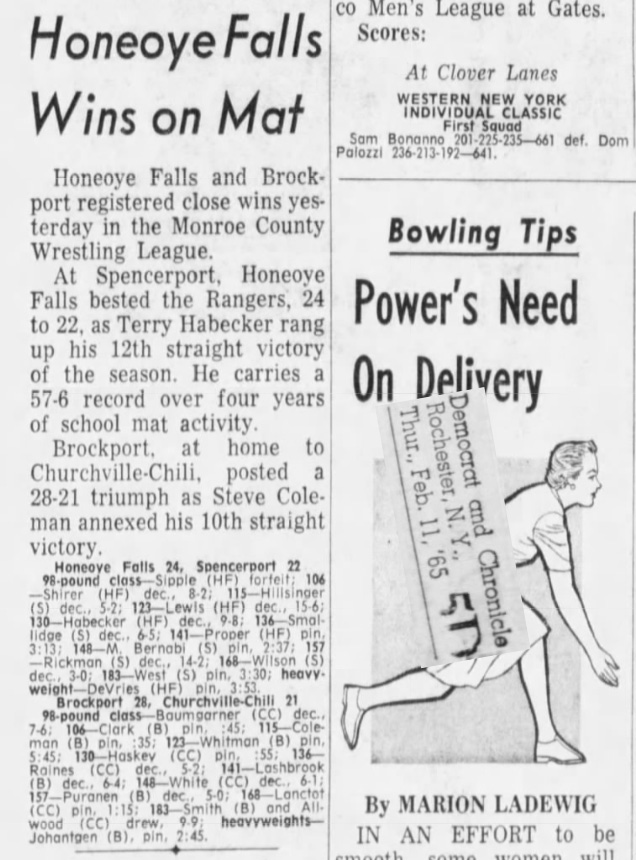 Honeoye Falls
Wins on Mat
Honeoye Falls and Brock-
port registered close wins yes-
terday in the Monroe County
Wrestling League.
At Spencerport, Honeoye
Falls bested the Rangers, 24
to 22, as Terry Habecker rang
up his 12th straight victory
of the season. He carries a
57-6 record over four years
of school mat activity.
Brockport, at home to
Churchville-Chili, posted a
28-21 triumph as Steve Cole-
man annexed his 10th straight
victory.
Honeoye Falls 24, Spencerport 22
98-pound class—Sipple (HF) forfeit; 106
—Shirer (HF) dec., 8-2; 115—Hillsinger
(S) dec., 5-2; 123—Lewis (HF) dec., 15-6;
130—Habecker (HF) dec., 9-8; 136—Smal-
lidge (S) dec., 6-5; 141—Proper (HF) pin,
3:13; 148—M. Bernabi (S) pin, 2:37; 157
—Rickman (S) dec., 14-2; 168—Wilson (S)
dec., 3-0; 183—West (S) pin, 3:30; heavy-
weight—DeVries (HF) pin, 3:53.
Brockport 28, Churchville-Chili 21
98-pound class—Baumgarner (CC) dec.,
7-6; 106—Clark (B) pin, :45; 115—Cole-
man (B) pin, :35; 123—Whitman (B) pin,
5:45; 130—Haskey (CC) pin, :55; 136—
Raines (CC) dec., 5-2; 141—Lashbrook
(B) dec., 6-4; 148—White (CC) dec., 6-1;
157—Puranen (B) dec., 5-0; 168—Lanctot
(CC) pin, 1:15; 183—Smith (B) and All-
wood (CC) drew, 9-9; heavyweights—
Johantgen (B), pin, 2:45.
co Men's League at Gates.
Scores:
At Clover Lanes
WESTERN NEW YORK
INDIVIDUAL CLASSIC
First Squad
Sam Bonanno 201-225-235—661 def. Dom
Palozzi 236-213-192—641.
Bowling Tips
Power's Need
On Delivery
Democrat and Chronicle
Rochester, N. Y.,
Thur., Feb. 11, '65
5D
By MARION LADEWIG
IN AN EFFORT to be
smooth, some women will